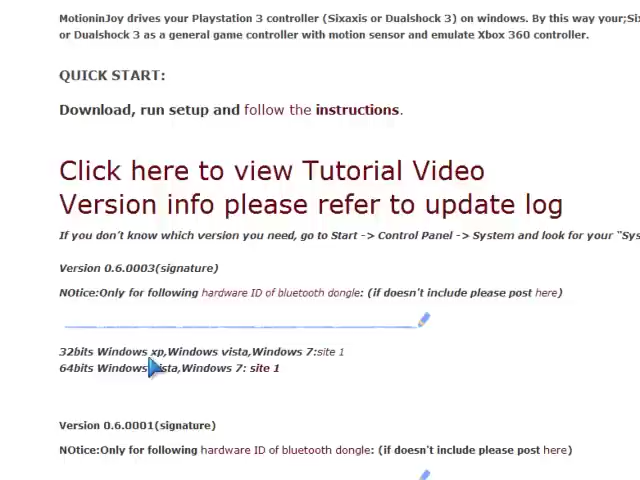 MotioninJoy drives your Playstation 3 controller (Sixaxis or Dualshock 3) on windows. By this way your;Six
or Dualshock 3 as a general game controller with motion sensor and emulate Xbox 360 controller.
QUICK START:
Download, run setup and follow the instructions.
Click here to view Tutorial Video
Version info please refer to update log
If you don't know which version you need, go to Start -> Control Panel -> System and look for your "Sys
Version 0.6.0003(signature)
NOtice:Only for following hardware ID of bluetooth dongle: (if doesn't include please post here)
32bits Windows xp,Windows vista,Windows 7:site 1
64bits Windows vista,Windows 7: site 1
Version 0.6.0001(signature)
NOtice:Only for following hardware ID of bluetooth dongle: (if doesn't include please post here)